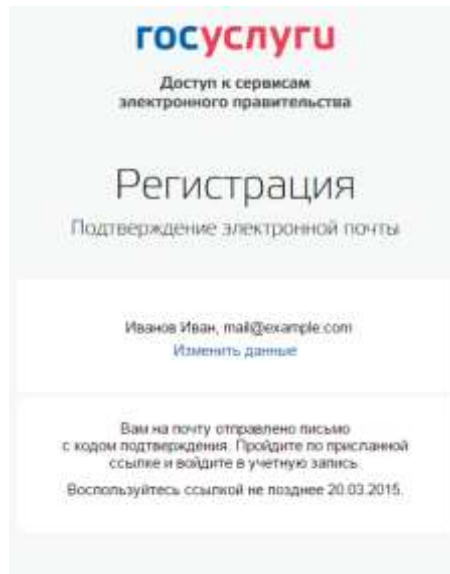 госуслуги
Доступ к сервисам
электронного правительства
Регистрация
Подтверждение электронной почты
Иванов Иван, mail@example.com
Изменить данные
Вам на почту отправлено письмо
с кодом подтверждения. Пройдите по присланной
ссылке и войдите в учетную запись.
Воспользуйтесь ссылкой не позднее 20.03.2015.